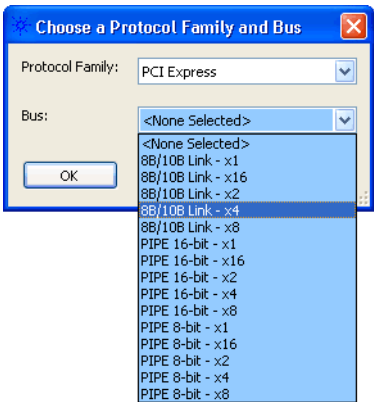 Choose a Protocol Family and Bus
Protocol Family: PCI Express
Bus: <None Selected>
<None Selected>
8B/10B Link - x1
8B/10B Link - x16
8B/10B Link - x2
OK
8B/10B Link - x4
8B/10B Link - x8
PIPE 16-bit - x1
PIPE 16-bit - x16
PIPE 16-bit - x2
PIPE 16-bit - x4
PIPE 16-bit - x8
PIPE 8-bit - x1
PIPE 8-bit - x16
PIPE 8-bit - x2
PIPE 8-bit - x4
PIPE 8-bit - x8